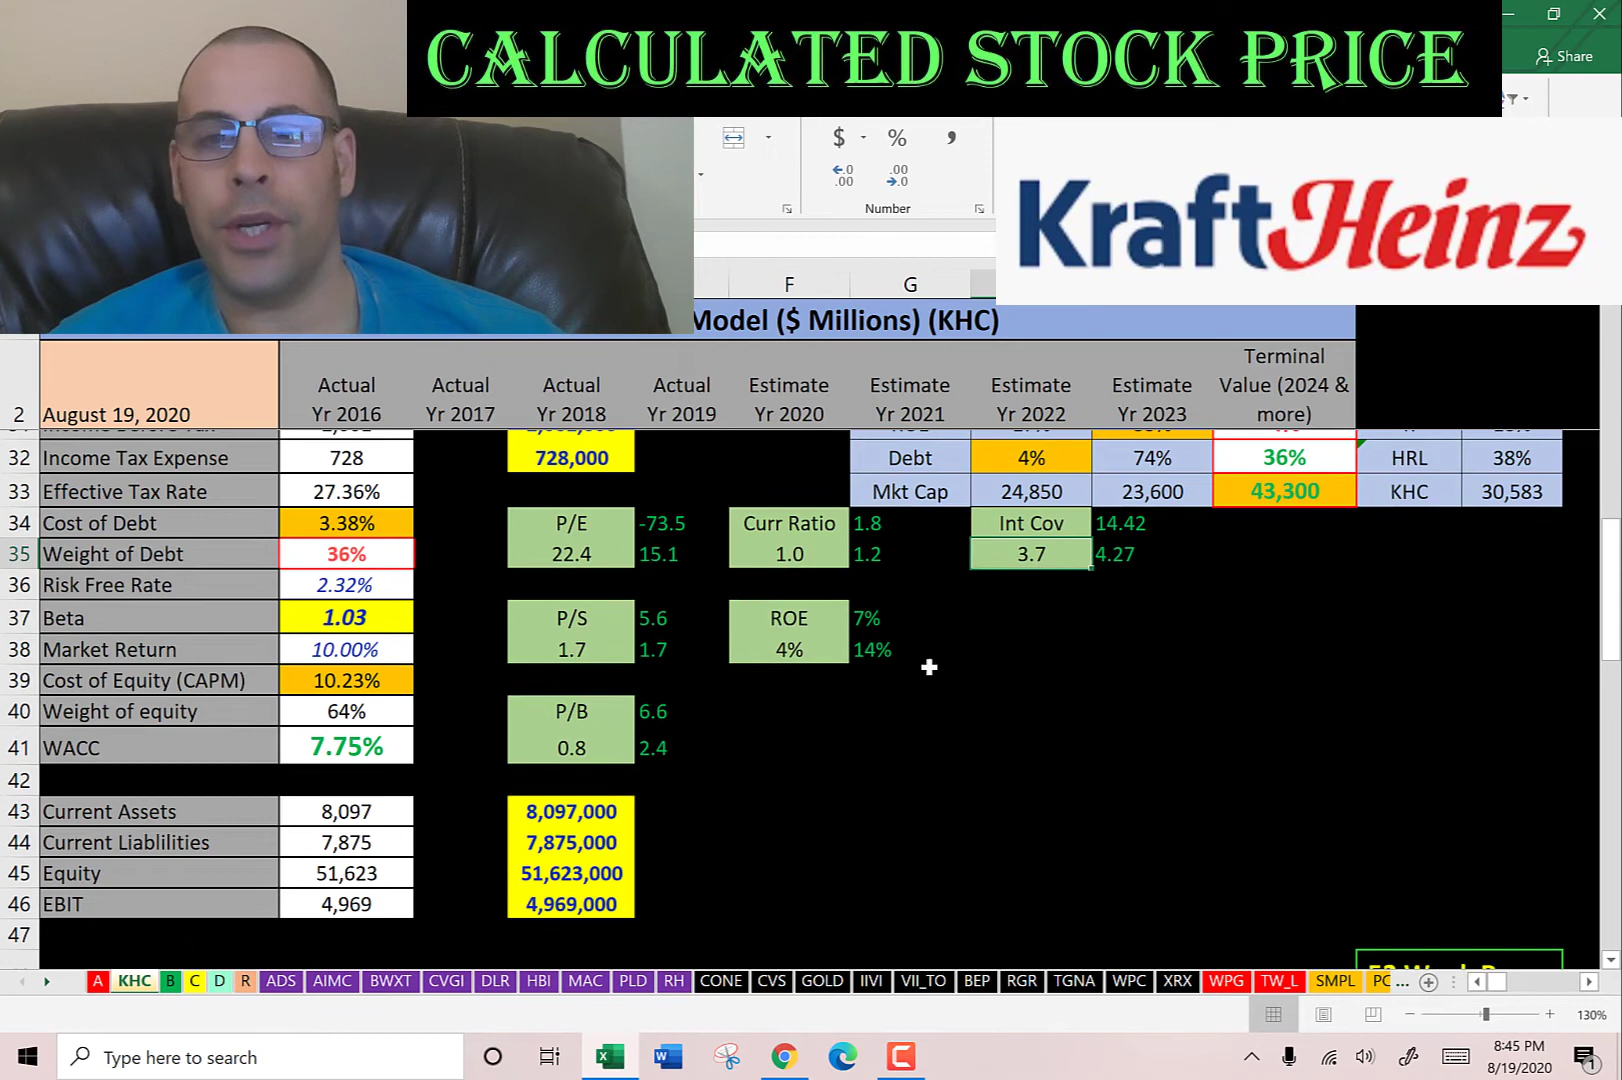 CALCULATED STOCK PRICE
Share
$ % ,
Number
KraftHeinz
F G
Model ($ Millions) (KHC)
2 August 19, 2020 Actual Yr 2016 Actual Yr 2017 Actual Yr 2018 Actual Yr 2019 Estimate Yr 2020 Estimate Yr 2021 Estimate Yr 2022 Estimate Yr 2023 Terminal Value (2024 & more)
32 Income Tax Expense 728 728,000 Debt 4% 74% 36% HRL 38%
33 Effective Tax Rate 27.36% Mkt Cap 24,850 23,600 43,300 KHC 30,583
34 Cost of Debt 3.38% P/E -73.5 Curr Ratio 1.8 Int Cov 14.42
35 Weight of Debt 36% 22.4 15.1 1.0 1.2 3.7 4.27
36 Risk Free Rate 2.32%
37 Beta 1.03 P/S 5.6 ROE 7%
38 Market Return 10.00% 1.7 1.7 4% 14%
39 Cost of Equity (CAPM) 10.23%
40 Weight of equity 64% P/B 6.6
41 WACC 7.75% 0.8 2.4
42
43 Current Assets 8,097 8,097,000
44 Current Liablilities 7,875 7,875,000
45 Equity 51,623 51,623,000
46 EBIT 4,969 4,969,000
47
A KHC B C D R ADS AIMC BWXT CVGI DLR HBI MAC PLD RH CONE CVS GOLD IIVI VII_TO BEP RGR TGNA WPC XRX WPG TW_L SMPL PC ...
130%
Type here to search
8:45 PM
8/19/2020
1